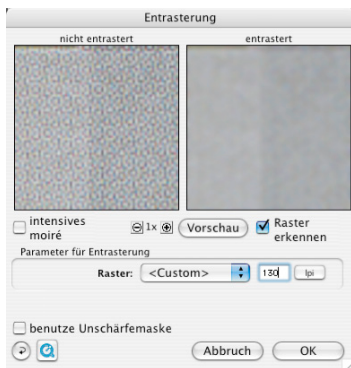 Entrasterung
nicht entrastert entrastert
intensives moiré 1x Vorschau Raster erkennen
Parameter für Entrasterung
Raster: <Custom> 130 lpi
benutze Unschärfemaske
Abbruch OK